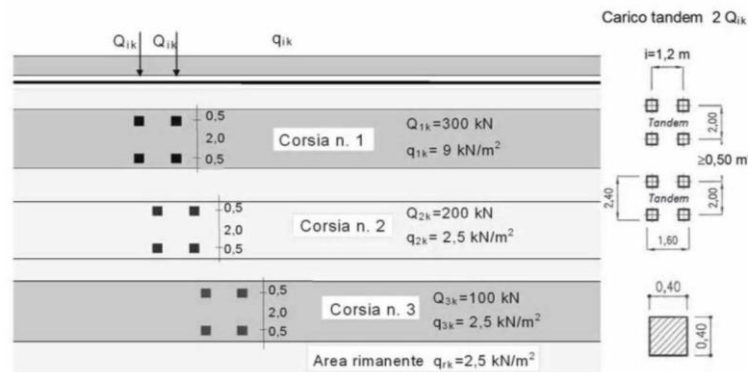 Carico tandem 2 Qik
Qik Qik qik
i=1,2 m
0,5
2,0
0,5
Corsia n. 1
Q1k=300 kN
q1k= 9 kN/m²
Tandem
2,00
≥0,50 m
0,5
2,0
0,5
Corsia n. 2
Q2k=200 kN
q2k= 2,5 kN/m²
2,40
Tandem
2,00
1,60
0,5
2,0
0,5
Corsia n. 3
Q3k=100 kN
q3k= 2,5 kN/m²
0,40
0,40
Area rimanente qrk=2,5 kN/m²